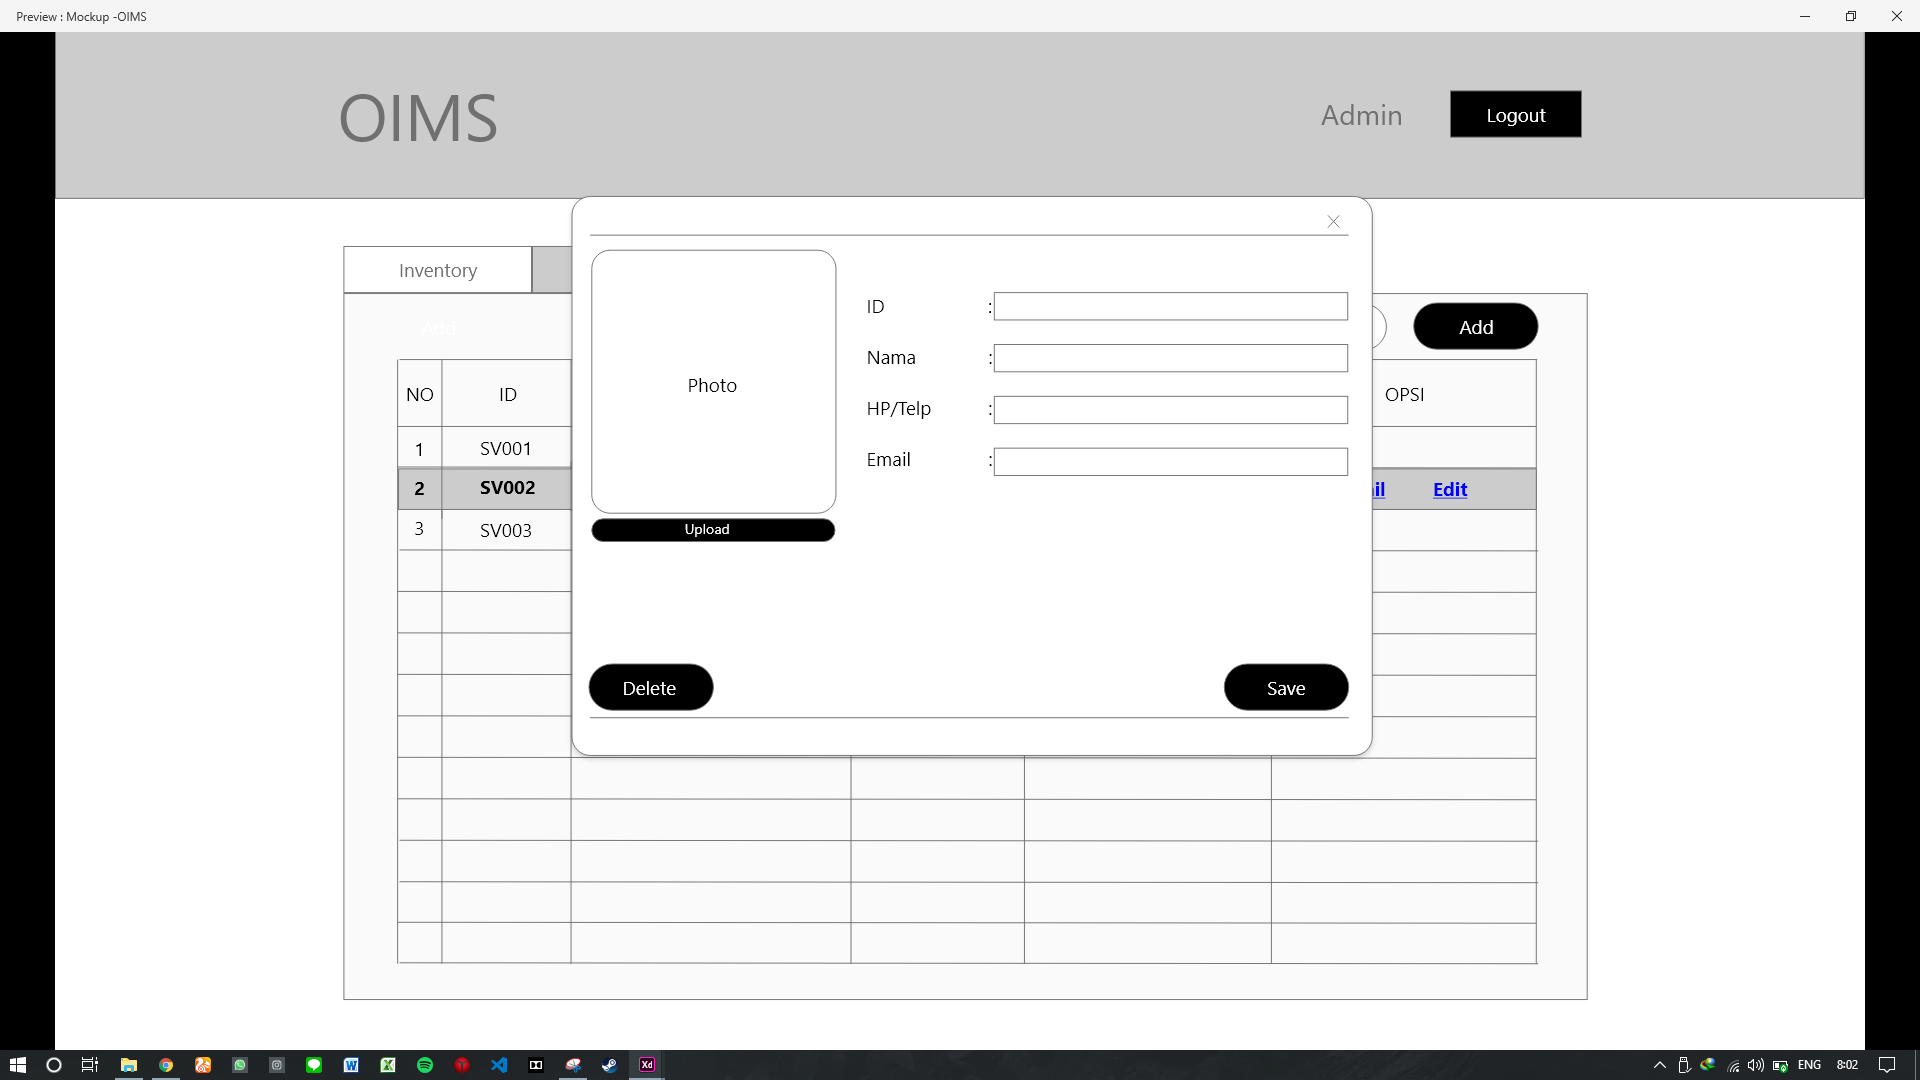 Preview : Mockup -OIMS
OIMS
Admin
Logout
Inventory
Add
Add
NO
ID
OPSI
1
SV001
2
SV002
il
Edit
3
SV003
Photo
Upload
ID :
Nama :
HP/Telp :
Email :
Delete
Save
ENG
8:02